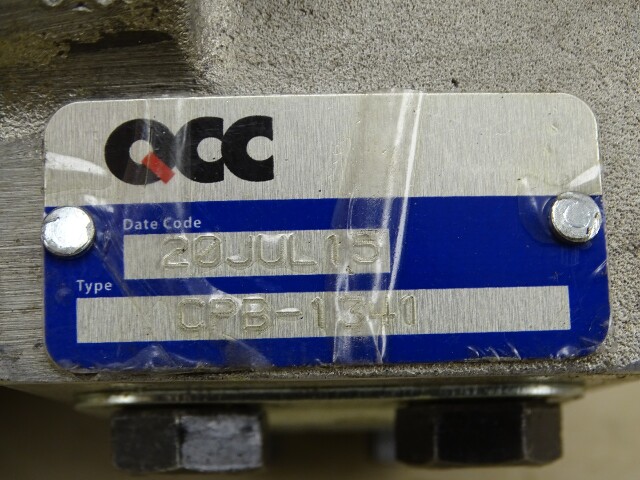 QCC
Date Code
20JUL15
Type
CPB-1341